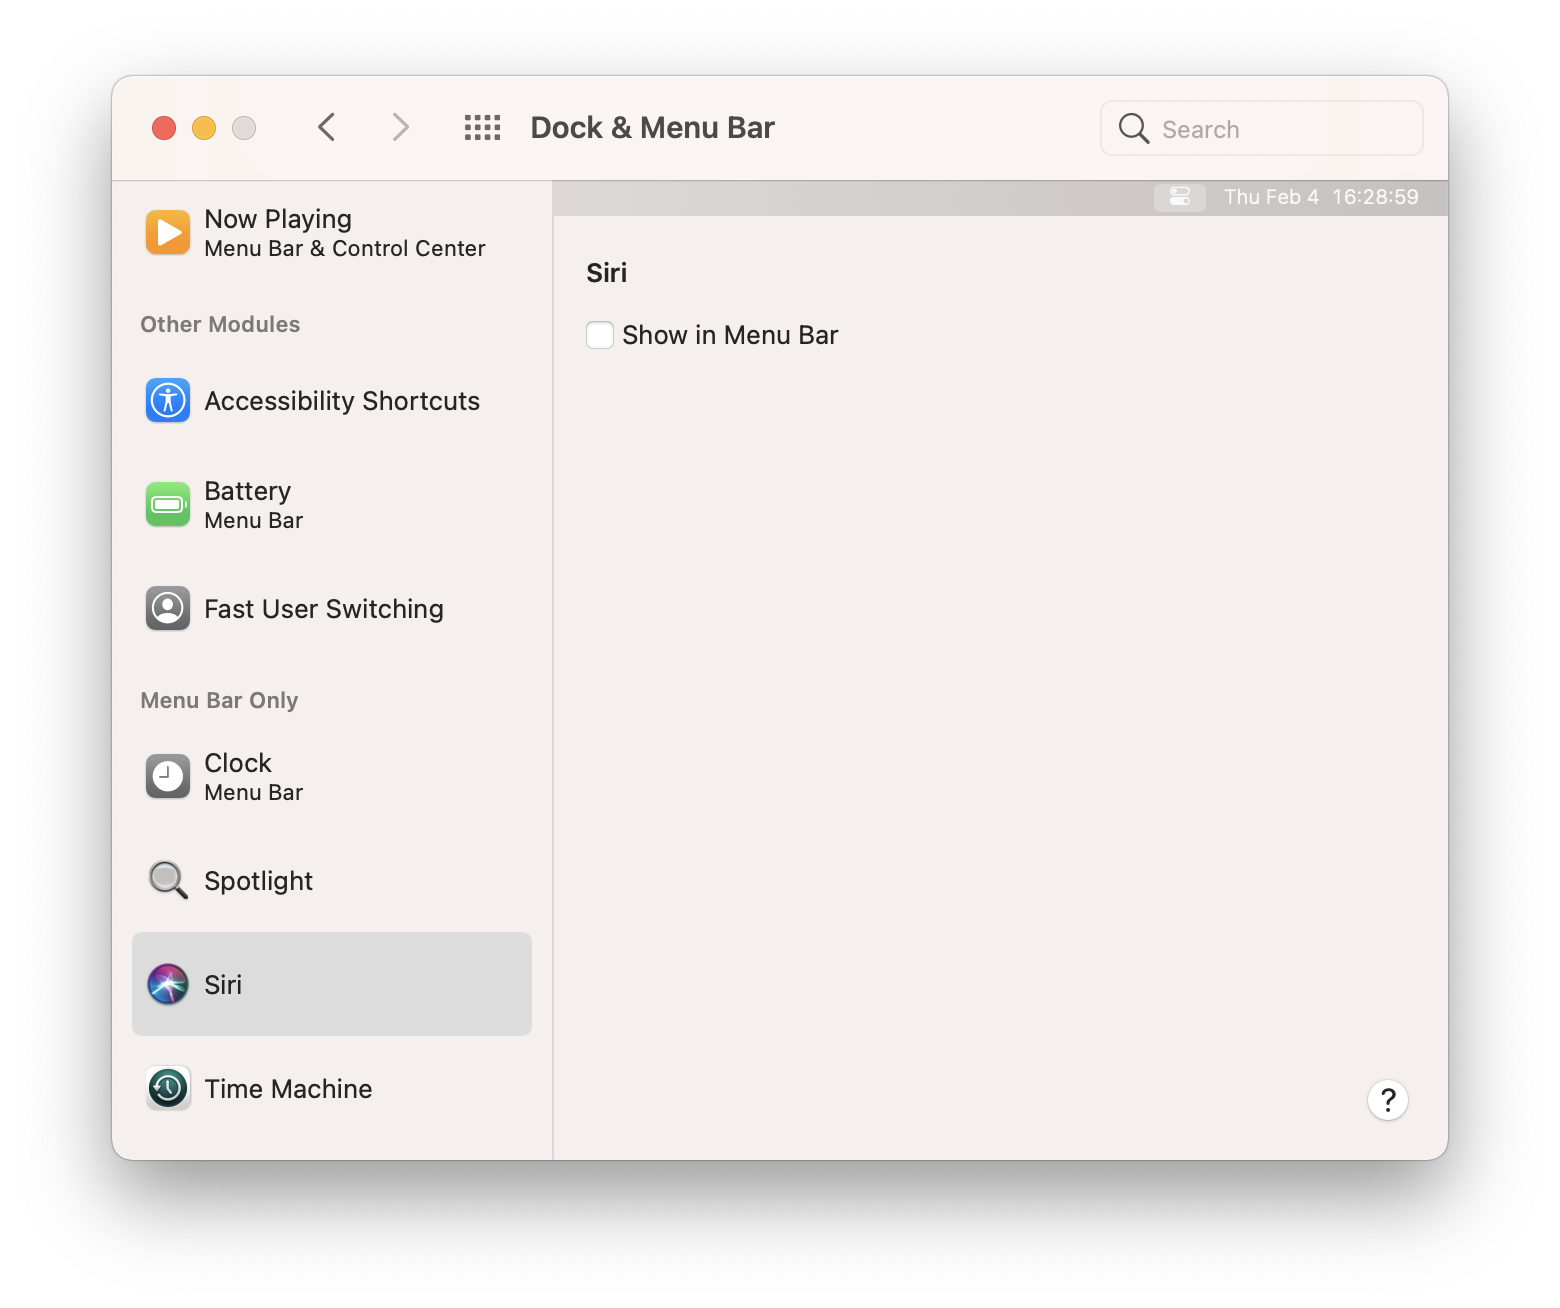 Dock & Menu Bar
Search
Thu Feb 4 16:28:59
Now Playing
Menu Bar & Control Center
Other Modules
Accessibility Shortcuts
Battery
Menu Bar
Fast User Switching
Menu Bar Only
Clock
Menu Bar
Spotlight
Siri
Time Machine
Siri
Show in Menu Bar
?